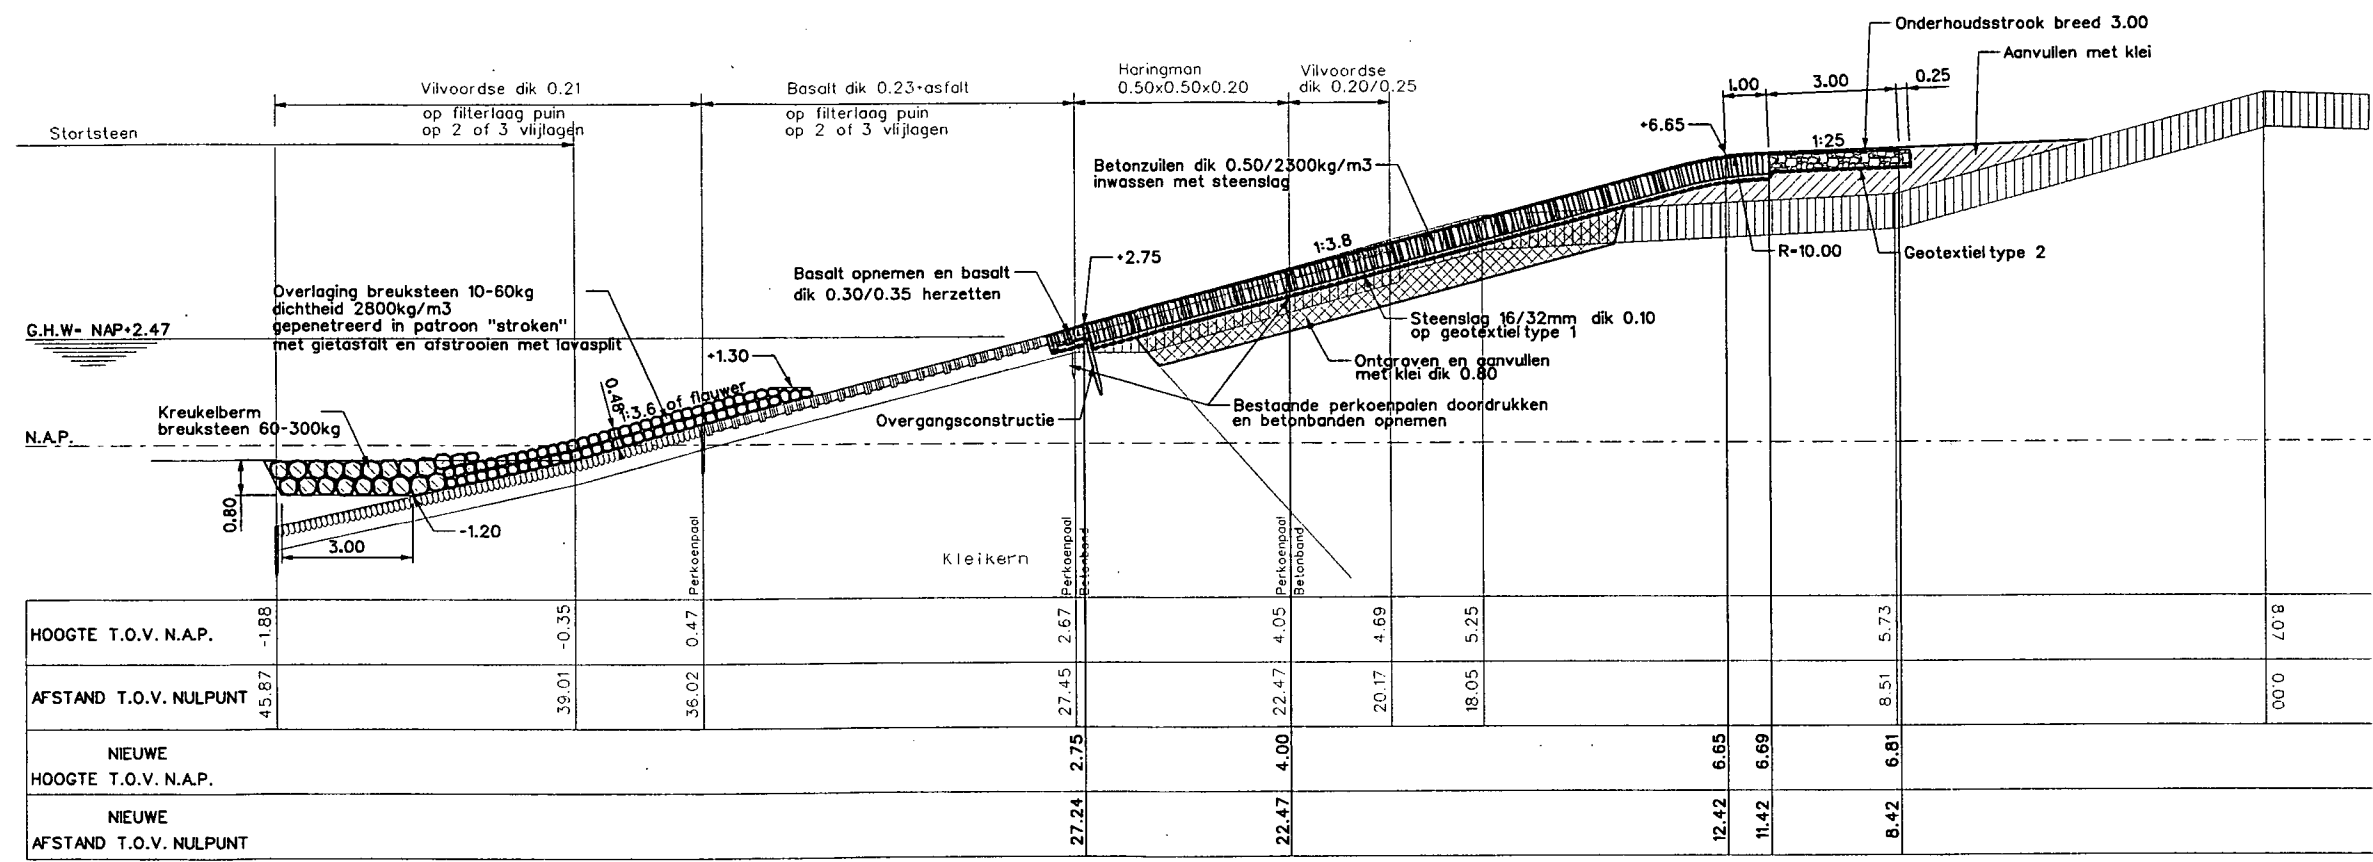 Onderhoudsstrook breed 3.00
Aanvullen met klei
Haringman
0.50x0.50x0.20
Vilvoordse
dik 0.20/0.25
Vilvoordse dik 0.21
op filterlaag puin
op 2 of 3 vlijlagen
Basalt dik 0.23+asfalt
op filterlaag puin
op 2 of 3 vlijlagen
Stortsteen
1.00
3.00
0.25
+6.65
1:25
Betonzuilen dik 0.50/2300kg/m3
inwassen met steenslag
1:3.8
R=10.00
Geotextiel type 2
+2.75
Basalt opnemen en basalt
dik 0.30/0.35 herzetten
Overlaging breuksteen 10-60kg
dichtheid 2800kg/m3
gepenetreerd in patroon "stroken"
met gietasfalt en afstrooien met lavasplit
G.H.W= NAP+2.47
Steenslag 16/32mm dik 0.10
op geotextiel type 1
Ontgraven en aanvullen
met klei dik 0.80
+1.30
0.48
1:3.6 of flauwer
Kreukelberm
breuksteen 60-300kg
Overgangsconstructie
Bestaande perkoenpalen doordrukken
en betonbanden opnemen
N.A.P.
0.80
-1.20
3.00
Kleikern
Perkoenpaal
Perkoenpaal
Betonband
Perkoenpaal
Betonband
HOOGTE T.O.V. N.A.P.
-1.88
-0.35
0.47
2.67
4.05
4.69
5.25
5.73
8.07
AFSTAND T.O.V. NULPUNT
45.87
39.01
36.02
27.45
22.47
20.17
18.05
8.51
0.00
NIEUWE
HOOGTE T.O.V. N.A.P.
2.75
4.00
6.65
6.69
6.81
NIEUWE
AFSTAND T.O.V. NULPUNT
27.24
22.47
12.42
11.42
8.42